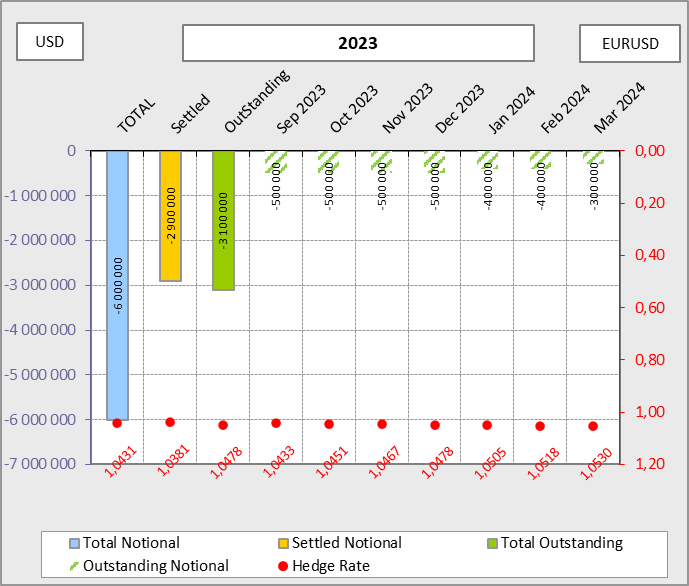 USD
2023
EURUSD
TOTAL
Settled
OutStanding
Sep 2023
Oct 2023
Nov 2023
Dec 2023
Jan 2024
Feb 2024
Mar 2024
0
-1 000 000
-2 000 000
-3 000 000
-4 000 000
-5 000 000
-6 000 000
-7 000 000
-6 000 000
-2 900 000
-3 100 000
-500 000
-500 000
-500 000
-500 000
-400 000
-400 000
-300 000
0,00
0,20
0,40
0,60
0,80
1,00
1,20
1,0431
1,0381
1,0478
1,0433
1,0451
1,0467
1,0478
1,0505
1,0518
1,0530
Total Notional
Settled Notional
Total Outstanding
Outstanding Notional
Hedge Rate